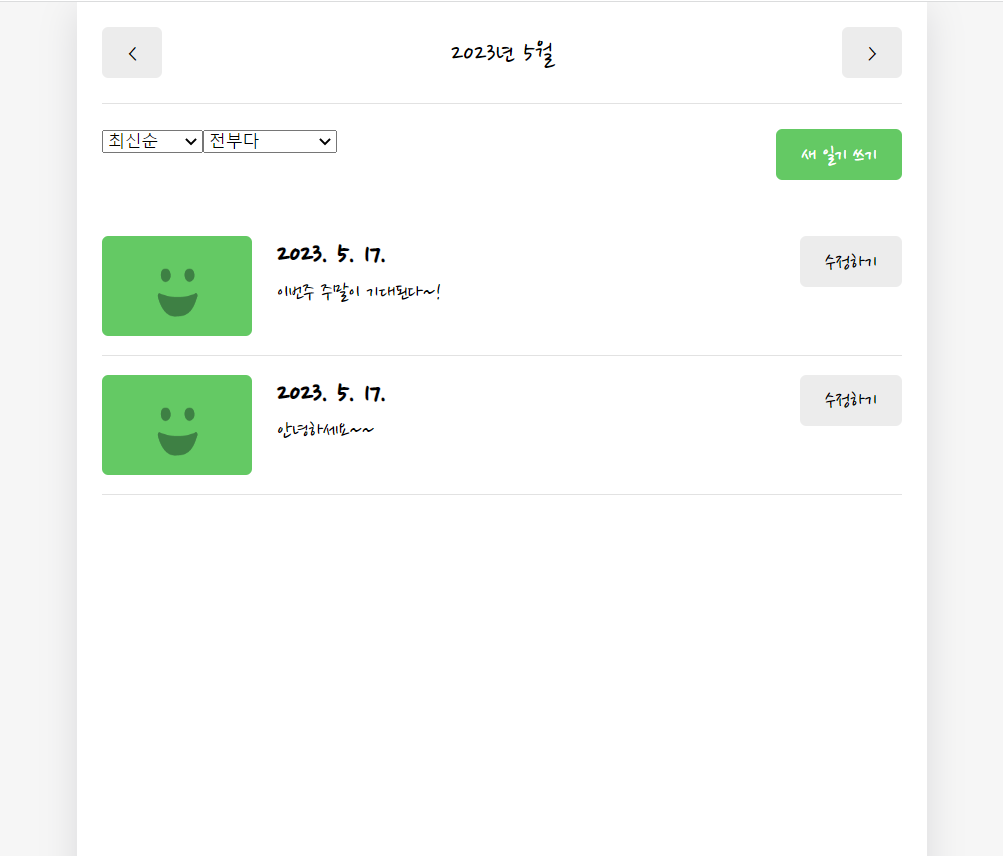 <
2023년 5월
>
최신순 전부다
새 일기 쓰기
2023. 5. 17.
이번주 주말이 기대된다~!
수정하기
2023. 5. 17.
안녕하세요~~
수정하기